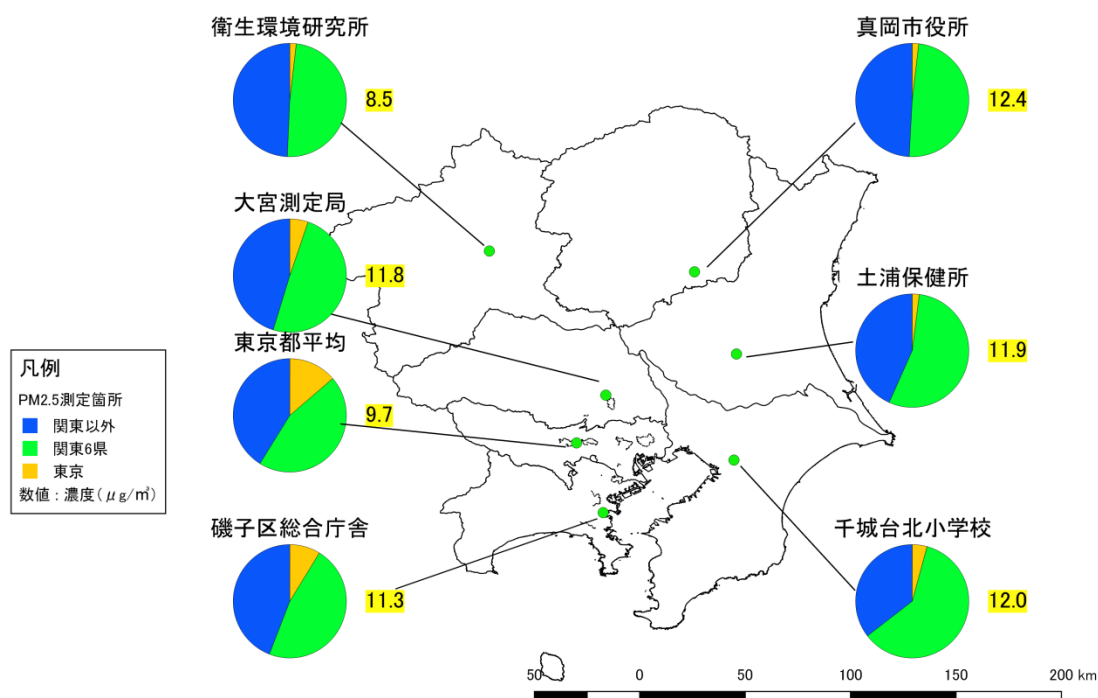 衛生環境研究所
8.5
真岡市役所
12.4
大宮測定局
11.8
土浦保健所
11.9
東京都平均
9.7
凡例
PM2.5測定箇所
関東以外
関東6県
東京
数値：濃度(μg/㎥)
磯子区総合庁舎
11.3
千城台北小学校
12.0
50 0 50 100 150 200 km